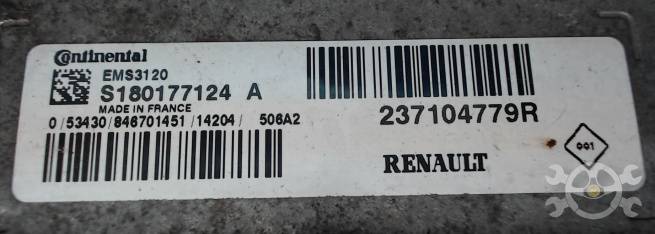 Continental
EMS3120
S180177124 A
MADE IN FRANCE
0/53430/846701451/14204/ 506A2
237104779R
RENAULT
001